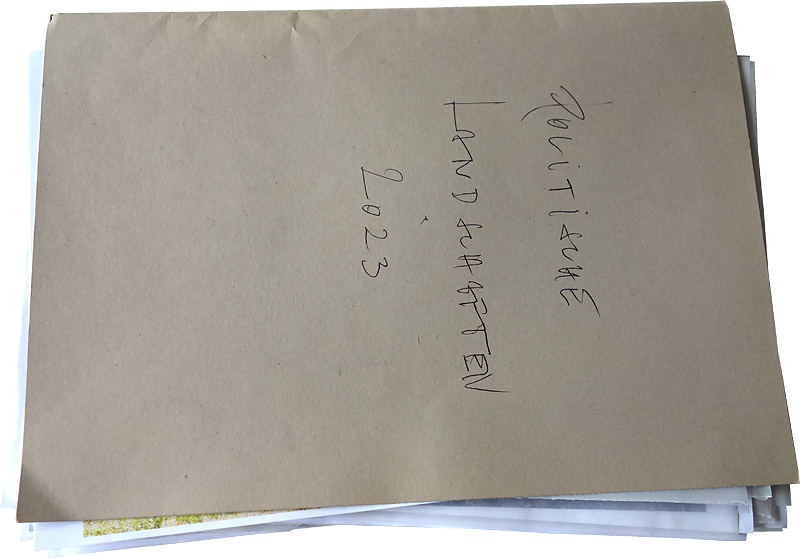 POLITISCHE
LANDSCHAFTEN
2023